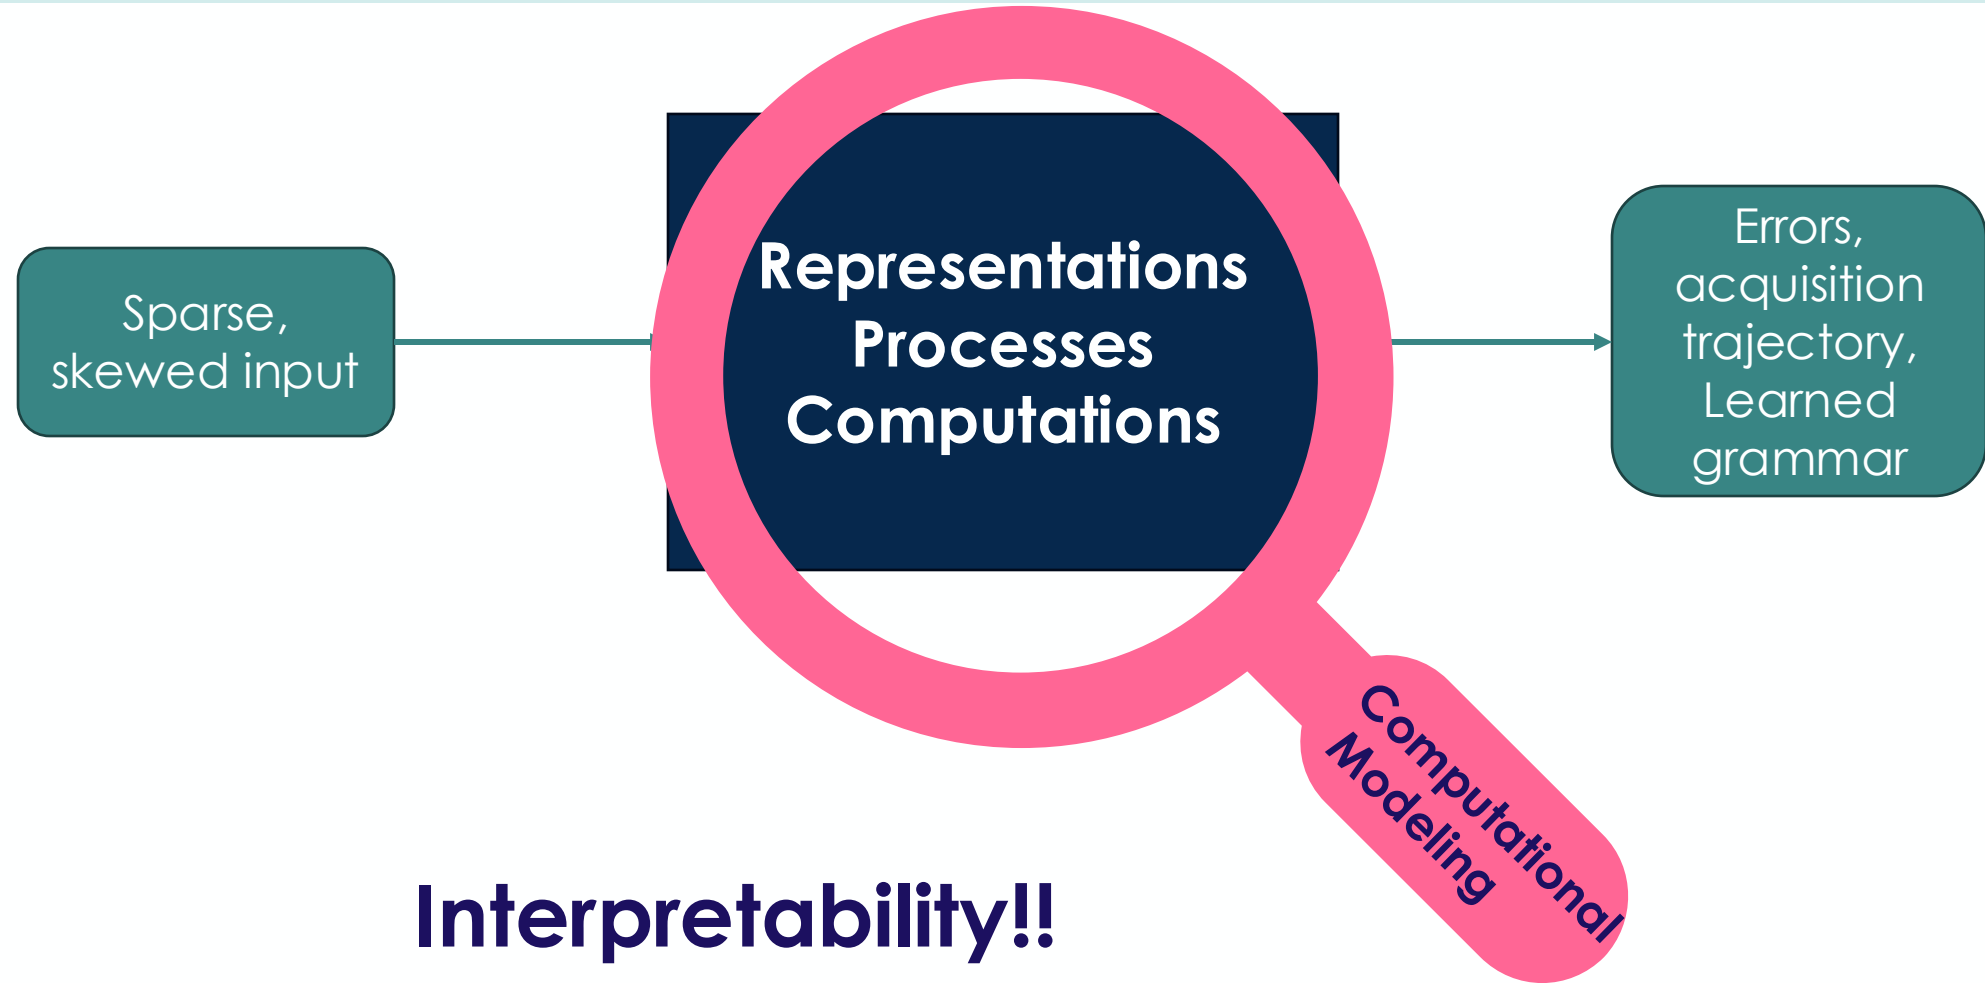 Sparse,
skewed input
Representations
Processes
Computations
Errors,
acquisition
trajectory,
Learned
grammar
Computational
Modeling
Interpretability!!